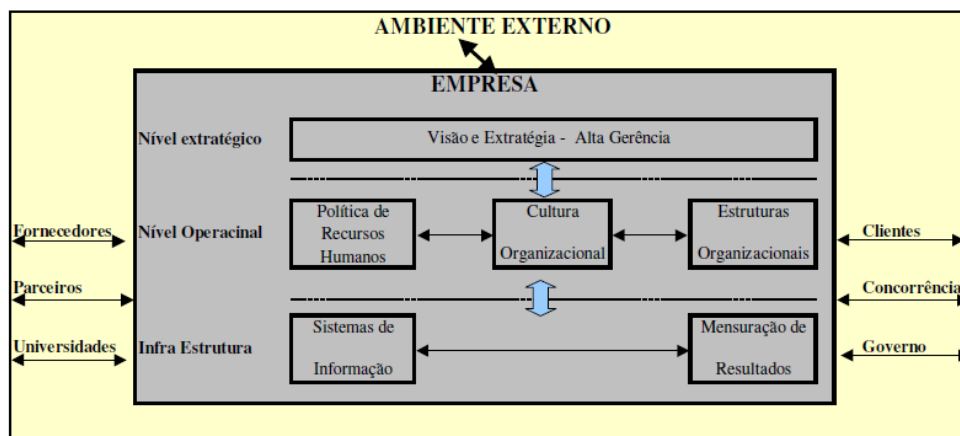 AMBIENTE EXTERNO
EMPRESA
Nível extratégico
Visão e Extratégia - Alta Gerência
Fornecedores
Nível Operacinal
Política de
Recursos
Humanos
Cultura
Organizacional
Estruturas
Organizacionais
Clientes
Parceiros
Concorrência
Universidades
Infra Estrutura
Sistemas de
Informação
Mensuração de
Resultados
Governo